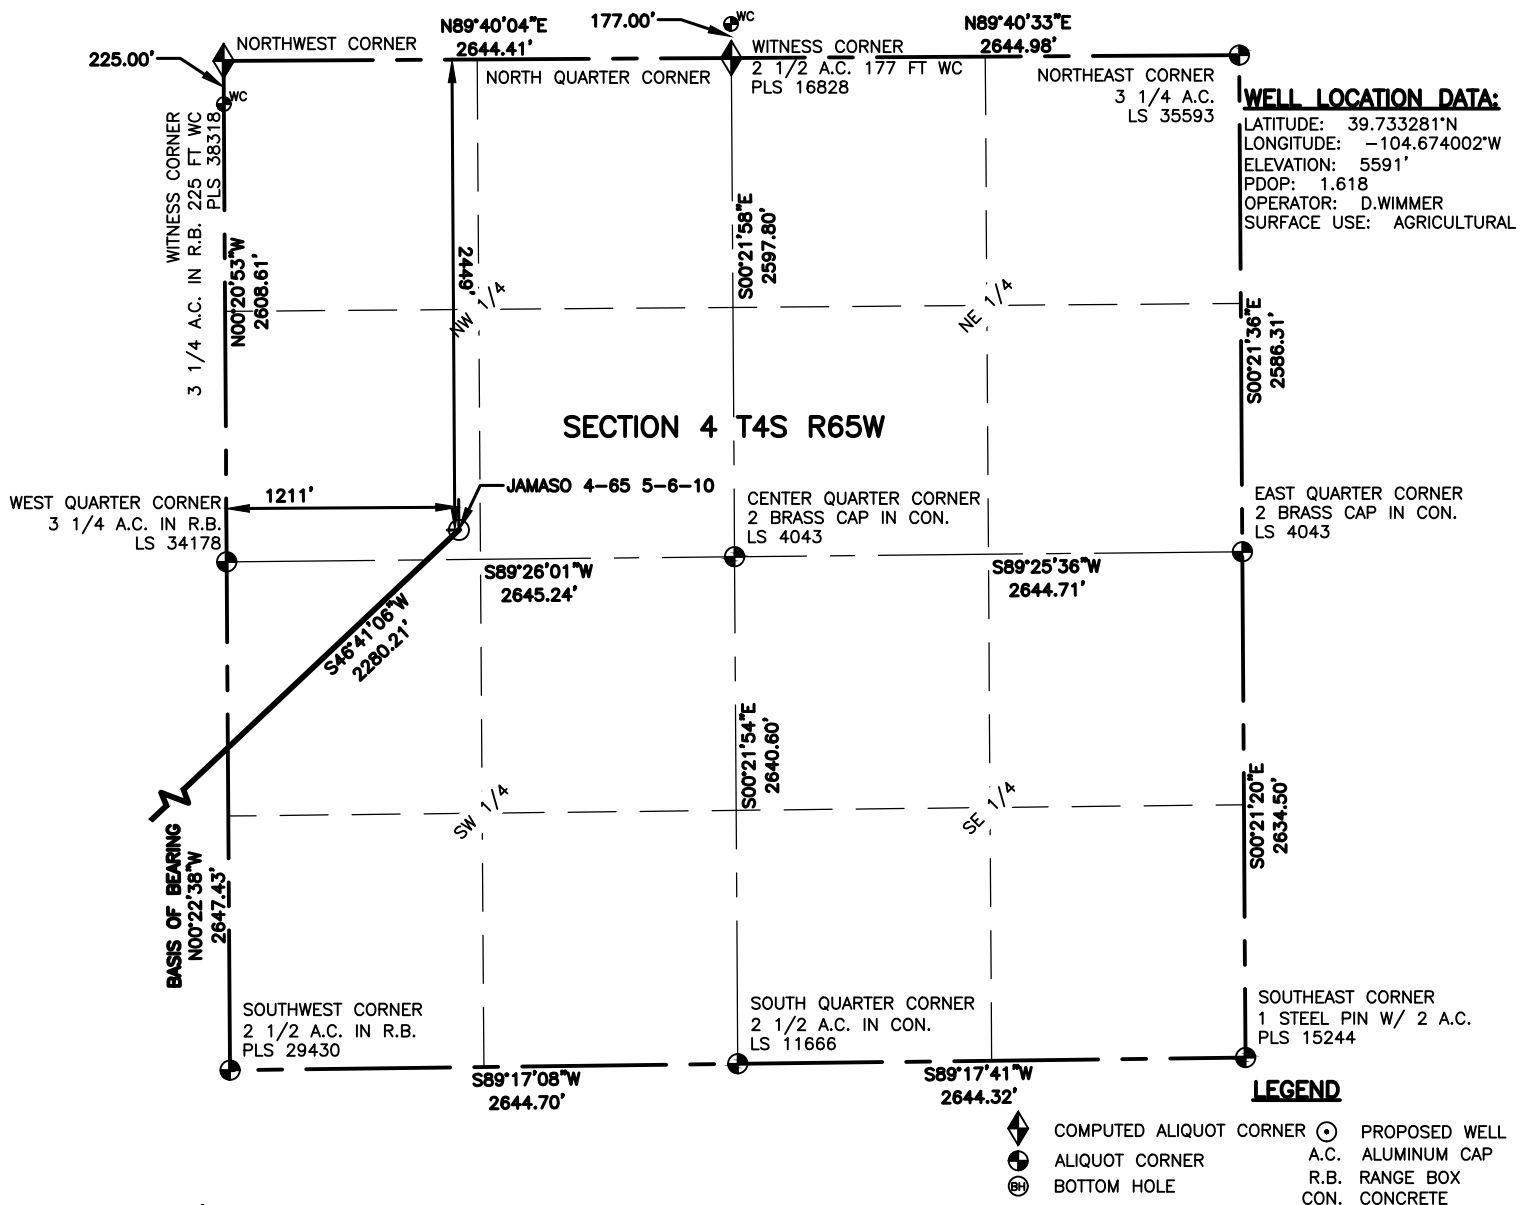 N89°40'04"E
2644.41'
177.00'
WC
N89°40'33"E
2644.98'
225.00'
NORTHWEST CORNER
NORTH QUARTER CORNER
WITNESS CORNER
2 1/2 A.C. 177 FT WC
PLS 16828
NORTHEAST CORNER
3 1/4 A.C.
LS 35593
WELL LOCATION DATA:
LATITUDE: 39.733281°N
LONGITUDE: -104.674002°W
ELEVATION: 5591'
PDOP: 1.618
OPERATOR: D.WIMMER
SURFACE USE: AGRICULTURAL
WC
WITNESS CORNER
3 1/4 A.C. IN R.B. 225 FT WC
PLS 38318
N00°20'53"W
2608.61'
2449'
NW 1/4
S00°21'58"E
2597.80'
NE 1/4
S00°21'36"E
2586.31'
SECTION 4 T4S R65W
WEST QUARTER CORNER
3 1/4 A.C. IN R.B.
LS 34178
1211'
JAMASO 4-65 5-6-10
CENTER QUARTER CORNER
2 BRASS CAP IN CON.
LS 4043
EAST QUARTER CORNER
2 BRASS CAP IN CON.
LS 4043
S89°26'01"W
2645.24'
S89°25'36"W
2644.71'
S46°41'06"W
2280.21'
S00°21'54"E
2640.60'
SW 1/4
SE 1/4
S00°21'20"E
2634.50'
BASIS OF BEARING
N00°22'38"W
2647.43'
SOUTHWEST CORNER
2 1/2 A.C. IN R.B.
PLS 29430
SOUTH QUARTER CORNER
2 1/2 A.C. IN CON.
LS 11666
SOUTHEAST CORNER
1 STEEL PIN W/ 2 A.C.
PLS 15244
S89°17'08"W
2644.70'
S89°17'41"W
2644.32'
LEGEND
COMPUTED ALIQUOT CORNER
ALIQUOT CORNER
BH BOTTOM HOLE
PROPOSED WELL
A.C. ALUMINUM CAP
R.B. RANGE BOX
CON. CONCRETE